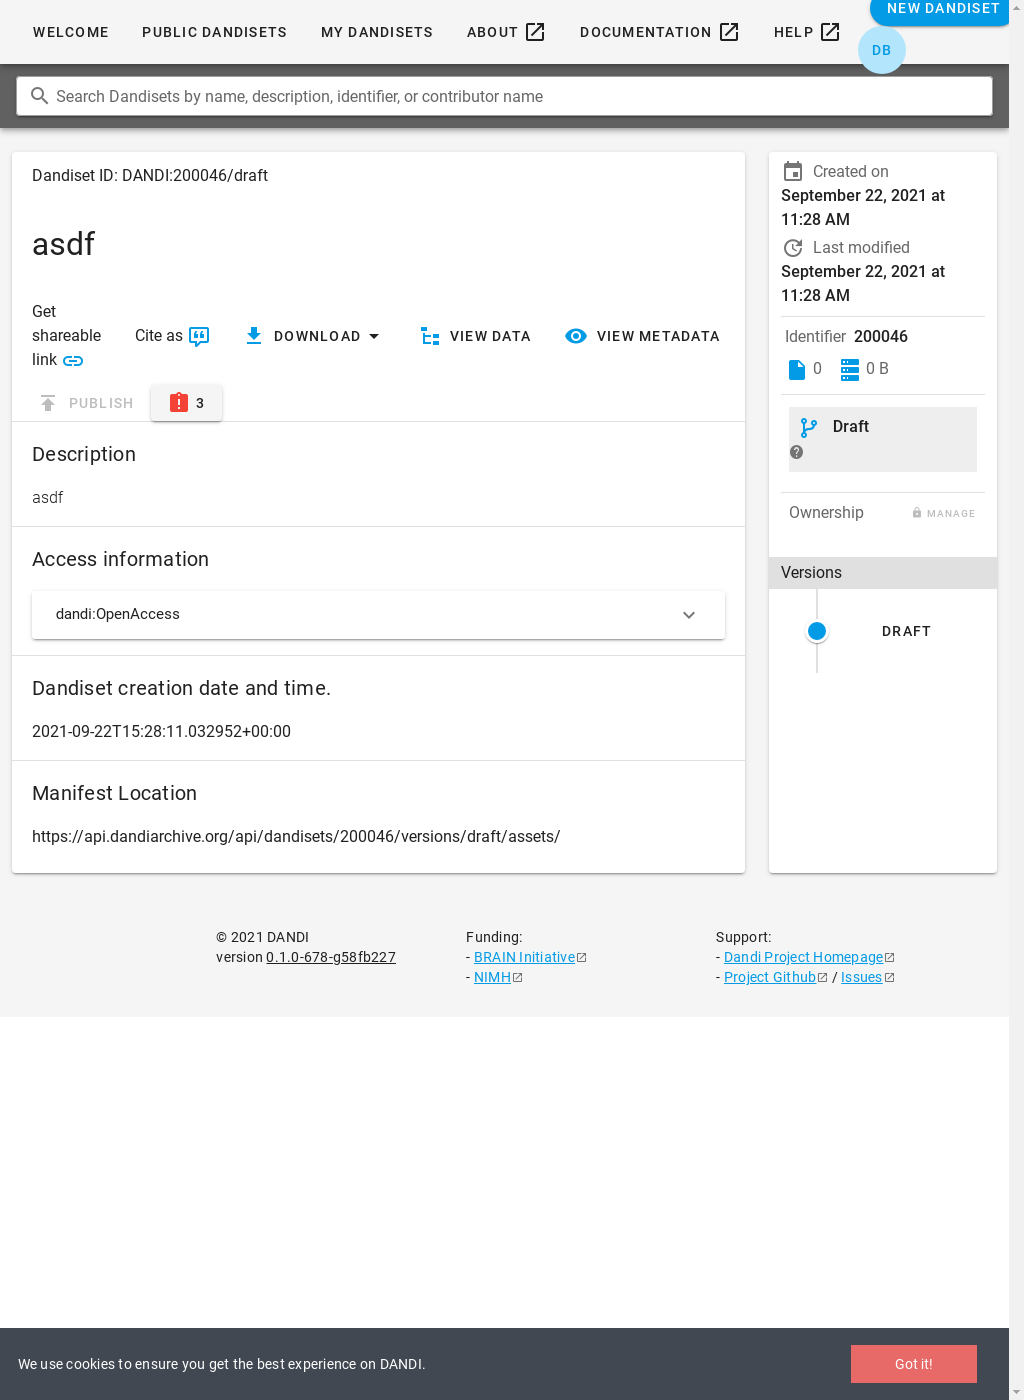 WELCOME PUBLIC DANDISETS MY DANDISETS ABOUT DOCUMENTATION HELP NEW DANDISET
DB
Search Dandisets by name, description, identifier, or contributor name
Dandiset ID: DANDI:200046/draft
asdf
Get shareable link
Cite as
DOWNLOAD
VIEW DATA
VIEW METADATA
PUBLISH
3
Description
asdf
Access information
dandi:OpenAccess
Dandiset creation date and time.
2021-09-22T15:28:11.032952+00:00
Manifest Location
https://api.dandiarchive.org/api/dandisets/200046/versions/draft/assets/
Created on
September 22, 2021 at
11:28 AM
Last modified
September 22, 2021 at
11:28 AM
Identifier 200046
0 0 B
Draft
Ownership MANAGE
Versions
DRAFT
© 2021 DANDI
version 0.1.0-678-g58fb227
Funding:
- BRAIN Initiative
- NIMH
Support:
- Dandi Project Homepage
- Project Github / Issues
We use cookies to ensure you get the best experience on DANDI.
Got it!